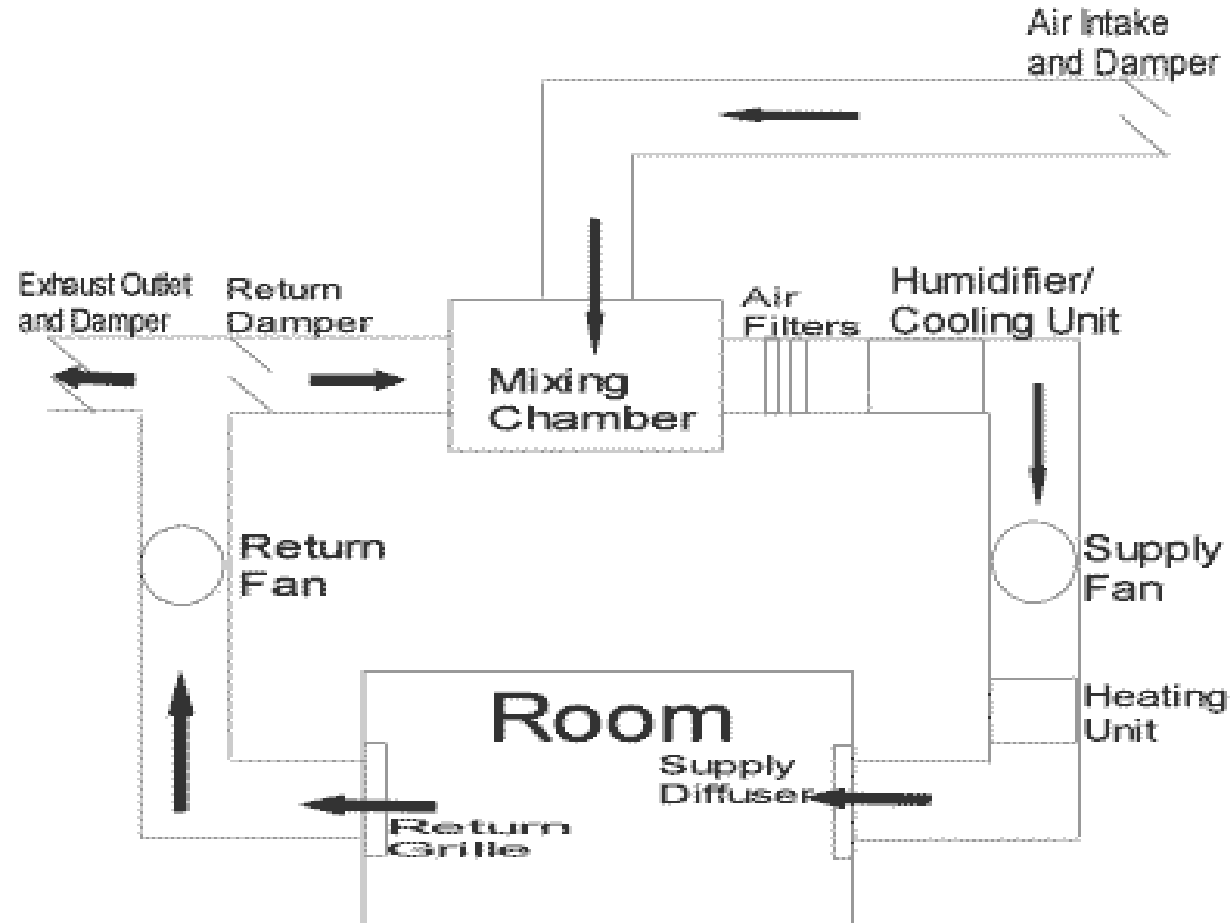 Air Intake
and Damper
Exhaust Outlet
and Damper
Return
Damper
Mixing
Chamber
Air
Filters
Humidifier/
Cooling Unit
Return
Fan
Supply
Fan
Room
Heating
Unit
Supply
Diffuser
Return
Grille